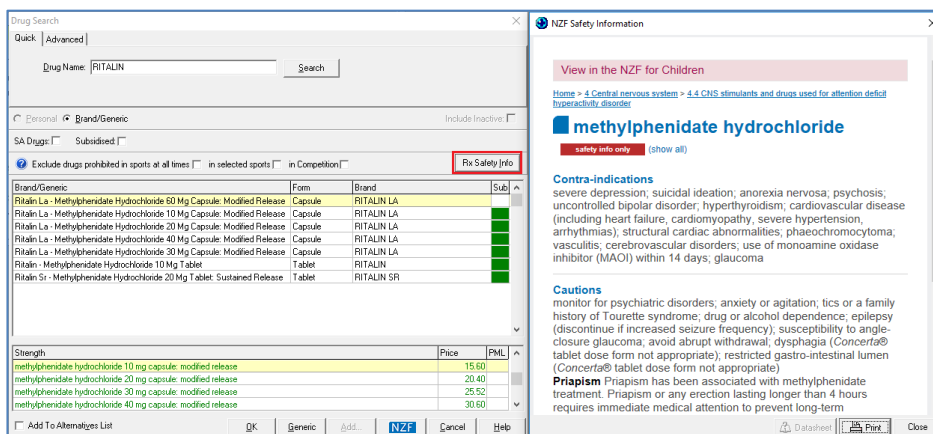 Drug Search
Quick
Advanced
Drug Name:
RITALIN
Search
Personal
Brand/Generic
Include Inactive:
SA Drugs:
Subsidised:
Exclude drugs prohibited in sports at all times
in selected sports
in Competition
Rx Safety Info
Brand/Generic Form Brand Sub
Ritalin La - Methylphenidate Hydrochloride 60 Mg Capsule: Modified Release Capsule RITALIN LA
Ritalin La - Methylphenidate Hydrochloride 10 Mg Capsule: Modified Release Capsule RITALIN LA
Ritalin La - Methylphenidate Hydrochloride 20 Mg Capsule: Modified Release Capsule RITALIN LA
Ritalin La - Methylphenidate Hydrochloride 40 Mg Capsule: Modified Release Capsule RITALIN LA
Ritalin La - Methylphenidate Hydrochloride 30 Mg Capsule: Modified Release Capsule RITALIN LA
Ritalin - Methylphenidate Hydrochloride 10 Mg Tablet Tablet RITALIN
Ritalin Sr - Methylphenidate Hydrochloride 20 Mg Tablet: Sustained Release Tablet RITALIN SR
Strength Price PML
methylphenidate hydrochloride 10 mg capsule: modified release 15.60
methylphenidate hydrochloride 20 mg capsule: modified release 20.40
methylphenidate hydrochloride 30 mg capsule: modified release 25.52
methylphenidate hydrochloride 40 mg capsule: modified release 30.60
Add To Alternatives List
OK
Generic
Add...
NZF
Cancel
Help
NZF Safety Information
View in the NZF for Children
Home > 4 Central nervous system > 4.4 CNS stimulants and drugs used for attention deficit
hyperactivity disorder
methylphenidate hydrochloride
safety info only (show all)
Contra-indications
severe depression; suicidal ideation; anorexia nervosa; psychosis;
uncontrolled bipolar disorder; hyperthyroidism; cardiovascular disease
(including heart failure, cardiomyopathy, severe hypertension,
arrhythmias); structural cardiac abnormalities; phaeochromocytoma;
vasculitis; cerebrovascular disorders; use of monoamine oxidase
inhibitor (MAOI) within 14 days; glaucoma
Cautions
monitor for psychiatric disorders; anxiety or agitation; tics or a family
history of Tourette syndrome; drug or alcohol dependence; epilepsy
(discontinue if increased seizure frequency); susceptibility to angle-
closure glaucoma; avoid abrupt withdrawal; dysphagia (Concerta®
tablet dose form not appropriate); restricted gastro-intestinal lumen
(Concerta® tablet dose form not appropriate)
Priapism Priapism has been associated with methylphenidate
treatment. Priapism or any erection lasting longer than 4 hours
requires immediate medical attention to prevent long-term
Datasheet
Print
Close